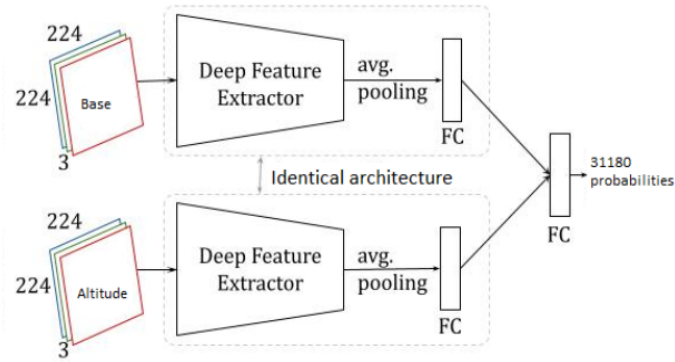 224
224
Base
3
Deep Feature
Extractor
avg.
pooling
FC
Identical architecture
224
224
Altitude
3
Deep Feature
Extractor
avg.
pooling
FC
FC
31180
probabilities